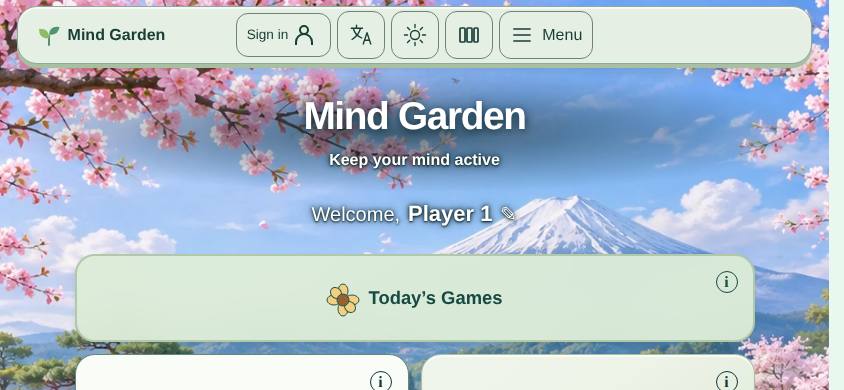 Mind Garden
Sign in
Menu
Mind Garden
Keep your mind active
Welcome, Player 1 ✎
Today’s Games